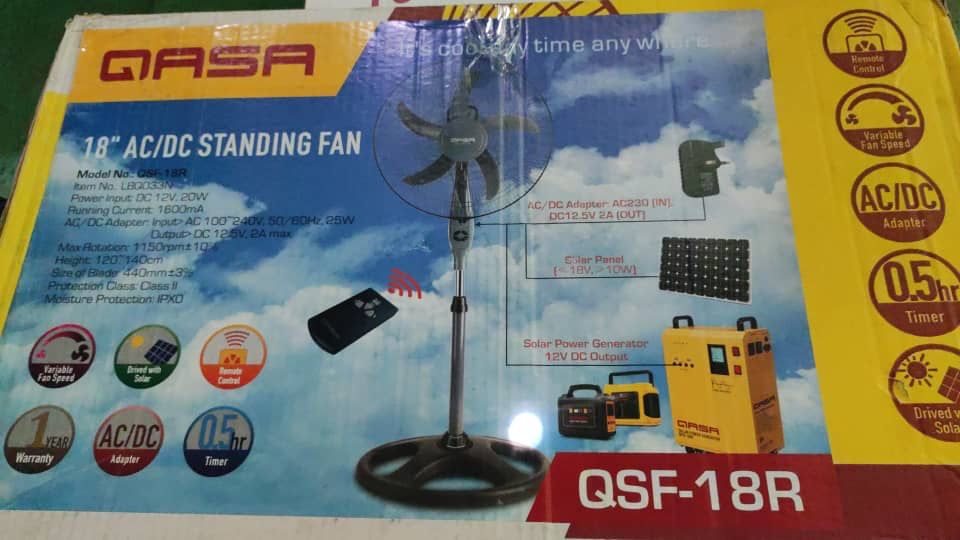 QASA
It's cool any time any where
18" AC/DC STANDING FAN
Model No.: QSF-18R
Item No.: LBQ033N
Power Input: DC 12V, 20W
Running Current: 1600mA
AC/DC Adapter: Input> AC 100~240V, 50/60Hz, 25W
Output> DC 12.5V, 2A max
Max Rotation: 1150rpm±10%
Height: 120~140cm
Size of Blade: 440mm±3%
Protection Class: Class II
Moisture Protection: IPX0
QASA
AC/DC Adapter: AC230 (IN),
DC12.5V 2A (OUT)
Solar Panel
(<18V, >10W)
Solar Power Generator
12V DC Output
QASA
QASA
Variable
Fan Speed
Drived with
Solar
Remote
Control
1 YEAR
Warranty
AC/DC
Adapter
0.5hr
Timer
QSF-18R
Remote
Control
Variable
Fan Speed
AC/DC
Adapter
0.5hr
Timer
Drived w
Sola